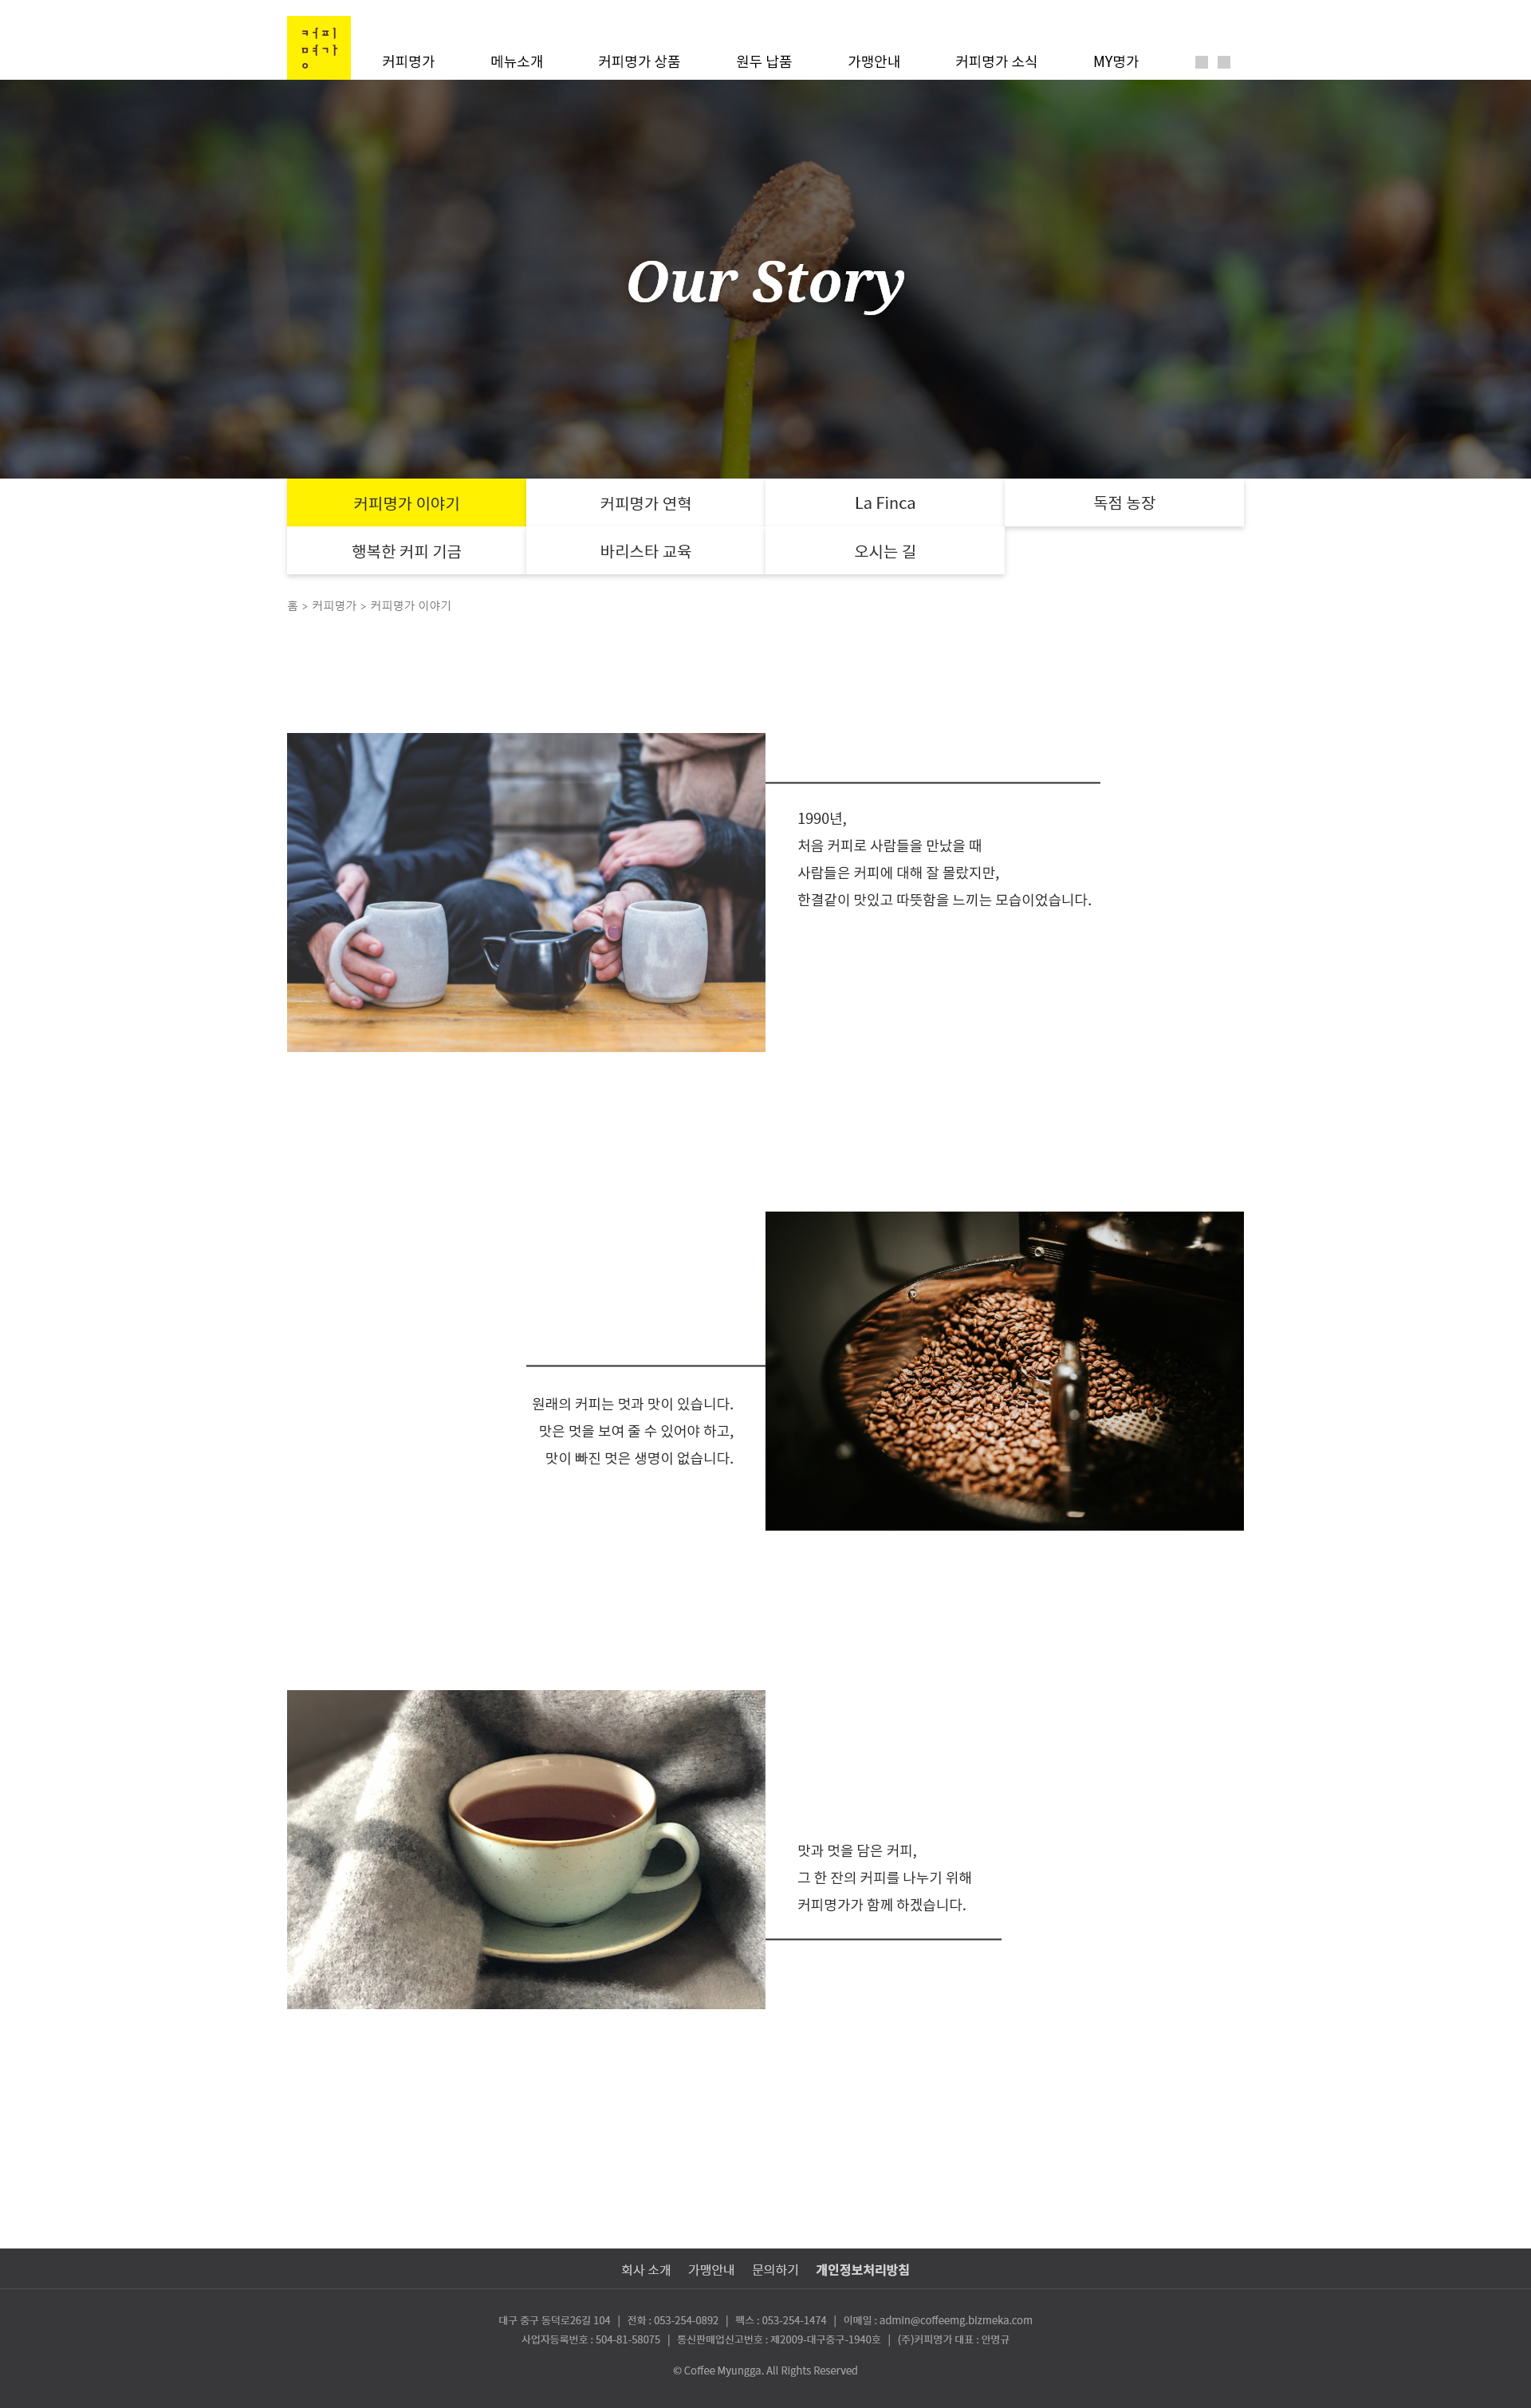 ㅋㅓㅍㅣ
ㅁㅕㄱㅏ
ㅇ
커피명가 메뉴소개 커피명가 상품 원두 납품 가맹안내 커피명가 소식 MY명가
Our Story
커피명가 이야기 커피명가 연혁 La Finca 독점 농장
행복한 커피 기금 바리스타 교육 오시는 길
홈 > 커피명가 > 커피명가 이야기
1990년,
처음 커피로 사람들을 만났을 때
사람들은 커피에 대해 잘 몰랐지만,
한결같이 맛있고 따뜻함을 느끼는 모습이었습니다.
원래의 커피는 멋과 맛이 있습니다.
맛은 멋을 보여 줄 수 있어야 하고,
맛이 빠진 멋은 생명이 없습니다.
맛과 멋을 담은 커피,
그 한 잔의 커피를 나누기 위해
커피명가가 함께 하겠습니다.
회사 소개 가맹안내 문의하기 개인정보처리방침
대구 중구 동덕로26길 104 | 전화 : 053-254-0892 | 팩스 : 053-254-1474 | 이메일 : admin@coffeemg.bizmeka.com
사업자등록번호 : 504-81-58075 | 통신판매업신고번호 : 제2009-대구중구-1940호 | (주)커피명가 대표 : 안명규
© Coffee Myungga. All Rights Reserved